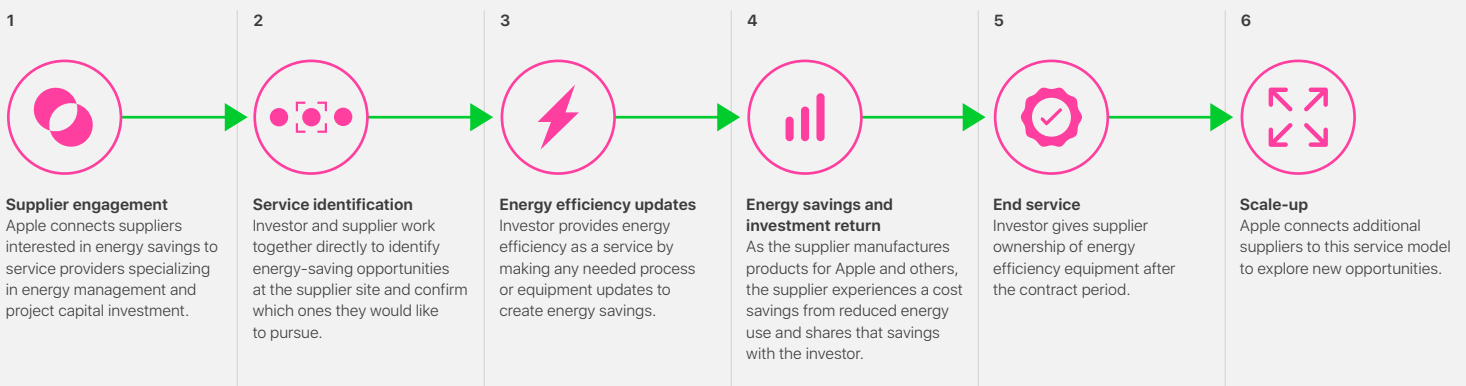 1
Supplier engagement
Apple connects suppliers
interested in energy savings to
service providers specializing
in energy management and
project capital investment.
2
Service identification
Investor and supplier work
together directly to identify
energy-saving opportunities
at the supplier site and confirm
which ones they would like
to pursue.
3
Energy efficiency updates
Investor provides energy
efficiency as a service by
making any needed process
or equipment updates to
create energy savings.
4
Energy savings and
investment return
As the supplier manufactures
products for Apple and others,
the supplier experiences a cost
savings from reduced energy
use and shares that savings
with the investor.
5
End service
Investor gives supplier
ownership of energy
efficiency equipment after
the contract period.
6
Scale-up
Apple connects additional
suppliers to this service model
to explore new opportunities.